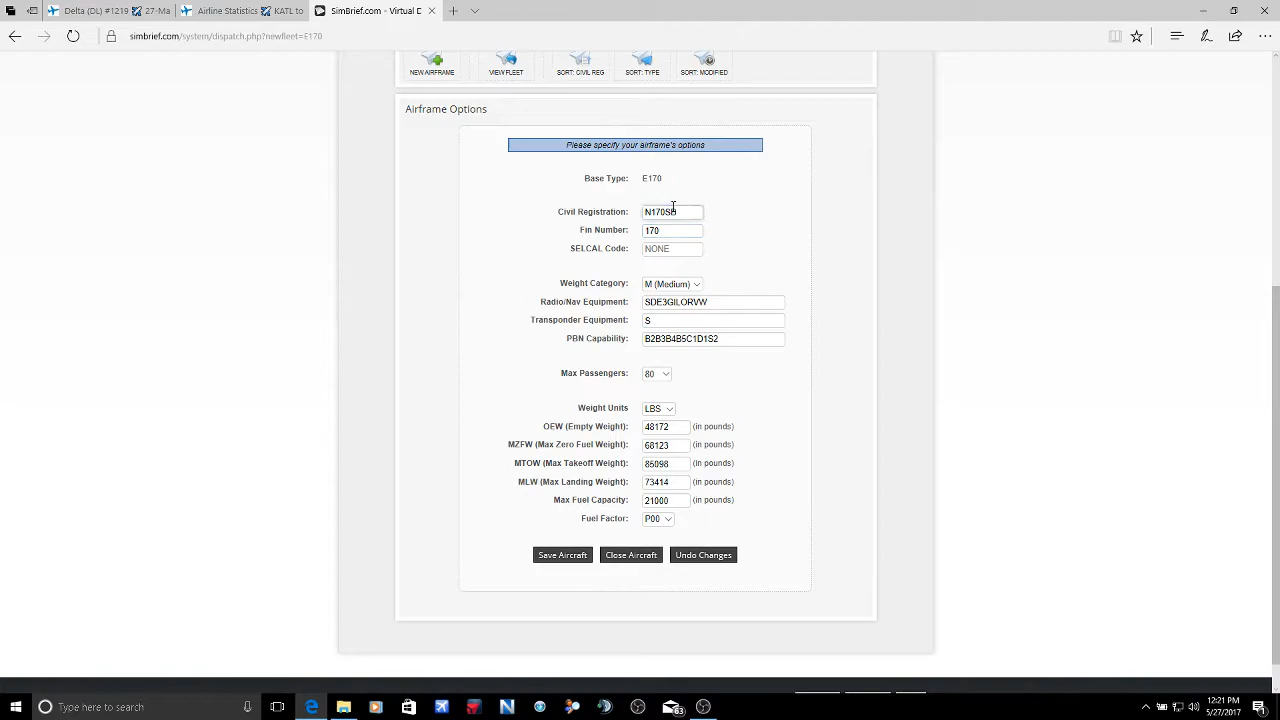 Delta (DL) #1219
27-Ma
Airline Statistics
KATL to
SimBrief.com - Virtual D
simbrief.com/system/dispatch.php?newfleet=E170
NEW AIRFRAME
VIEW FLEET
SORT: CIVIL REG
SORT: TYPE
SORT: MODIFIED
Airframe Options
Please specify your airframe's options
Base Type: E170
Civil Registration: N170SB
Fin Number: 170
SELCAL Code: NONE
Weight Category: M (Medium)
Radio/Nav Equipment: SDE3GILORVW
Transponder Equipment: S
PBN Capability: B2B3B4B5C1D1S2
Max Passengers: 80
Weight Units LBS
OEW (Empty Weight): 48172 (in pounds)
MZFW (Max Zero Fuel Weight): 68123 (in pounds)
MTOW (Max Takeoff Weight): 85098 (in pounds)
MLW (Max Landing Weight): 73414 (in pounds)
Max Fuel Capacity: 21000 (in pounds)
Fuel Factor: P00
Save Aircraft
Close Aircraft
Undo Changes
Type here to search
63
12:21 PM
5/27/2017
1